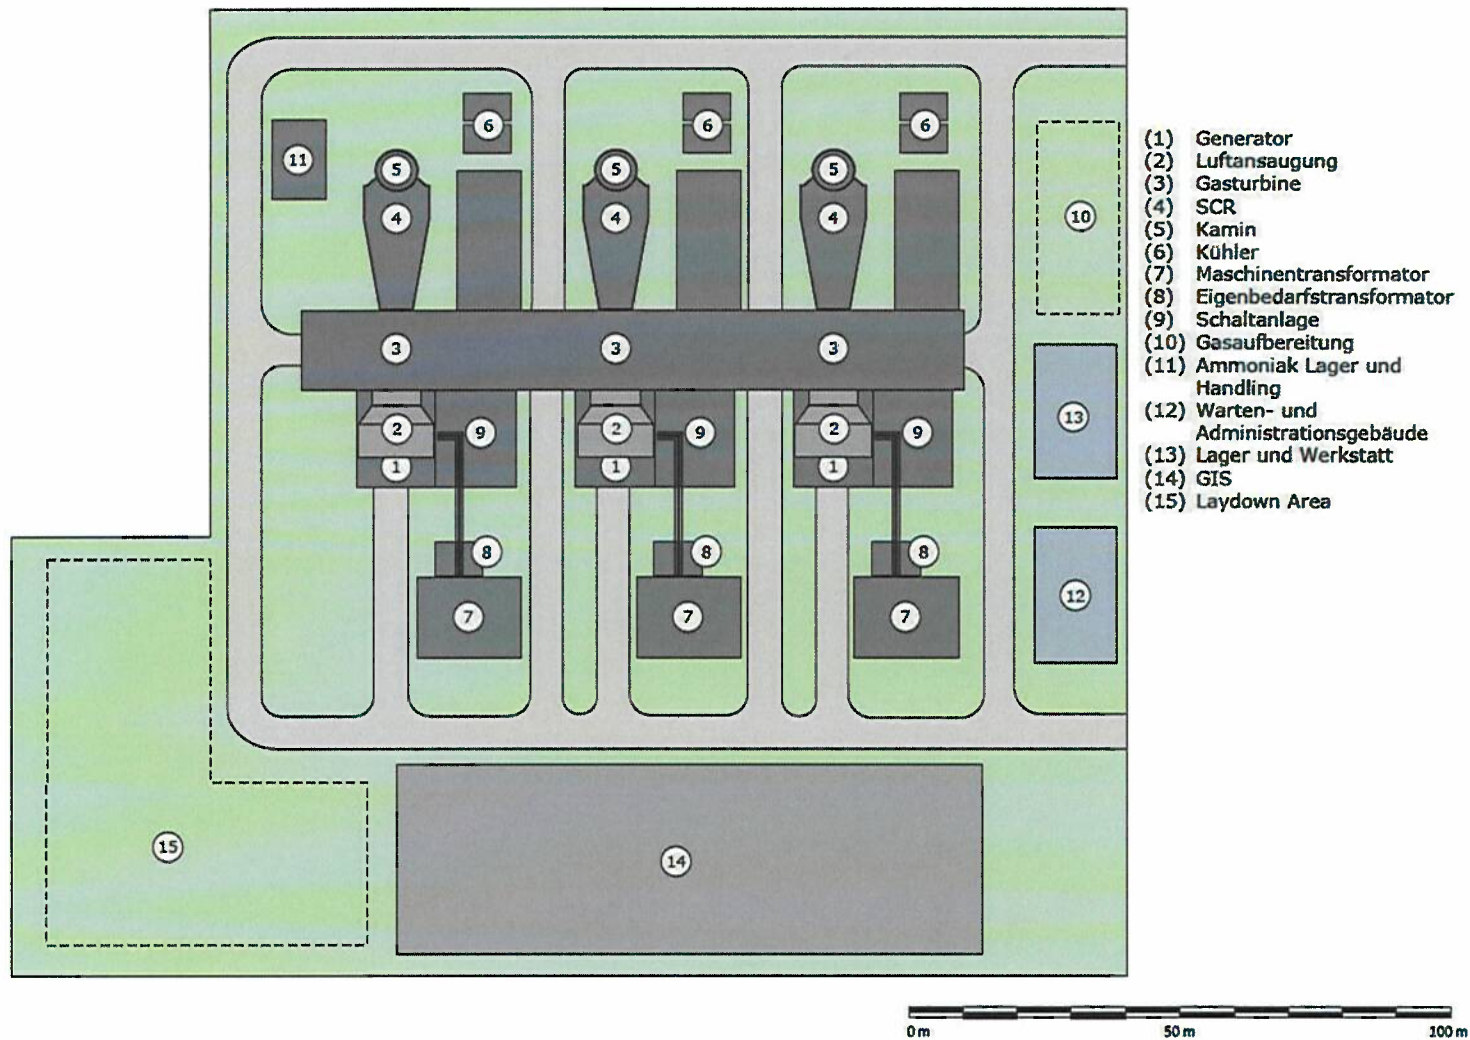 6
6
6
11
5
5
5
4
4
4
10
3
3
3
2
9
2
9
2
9
13
1
1
1
8
8
8
12
7
7
7
15
14
(1) Generator
(2) Luftansaugung
(3) Gasturbine
(4) SCR
(5) Kamin
(6) Kühler
(7) Maschinentransformator
(8) Eigenbedarfstransformator
(9) Schaltanlage
(10) Gasaufbereitung
(11) Ammoniak Lager und
Handling
(12) Warten- und
Administrationsgebäude
(13) Lager und Werkstatt
(14) GIS
(15) Laydown Area
0 m 50 m 100 m